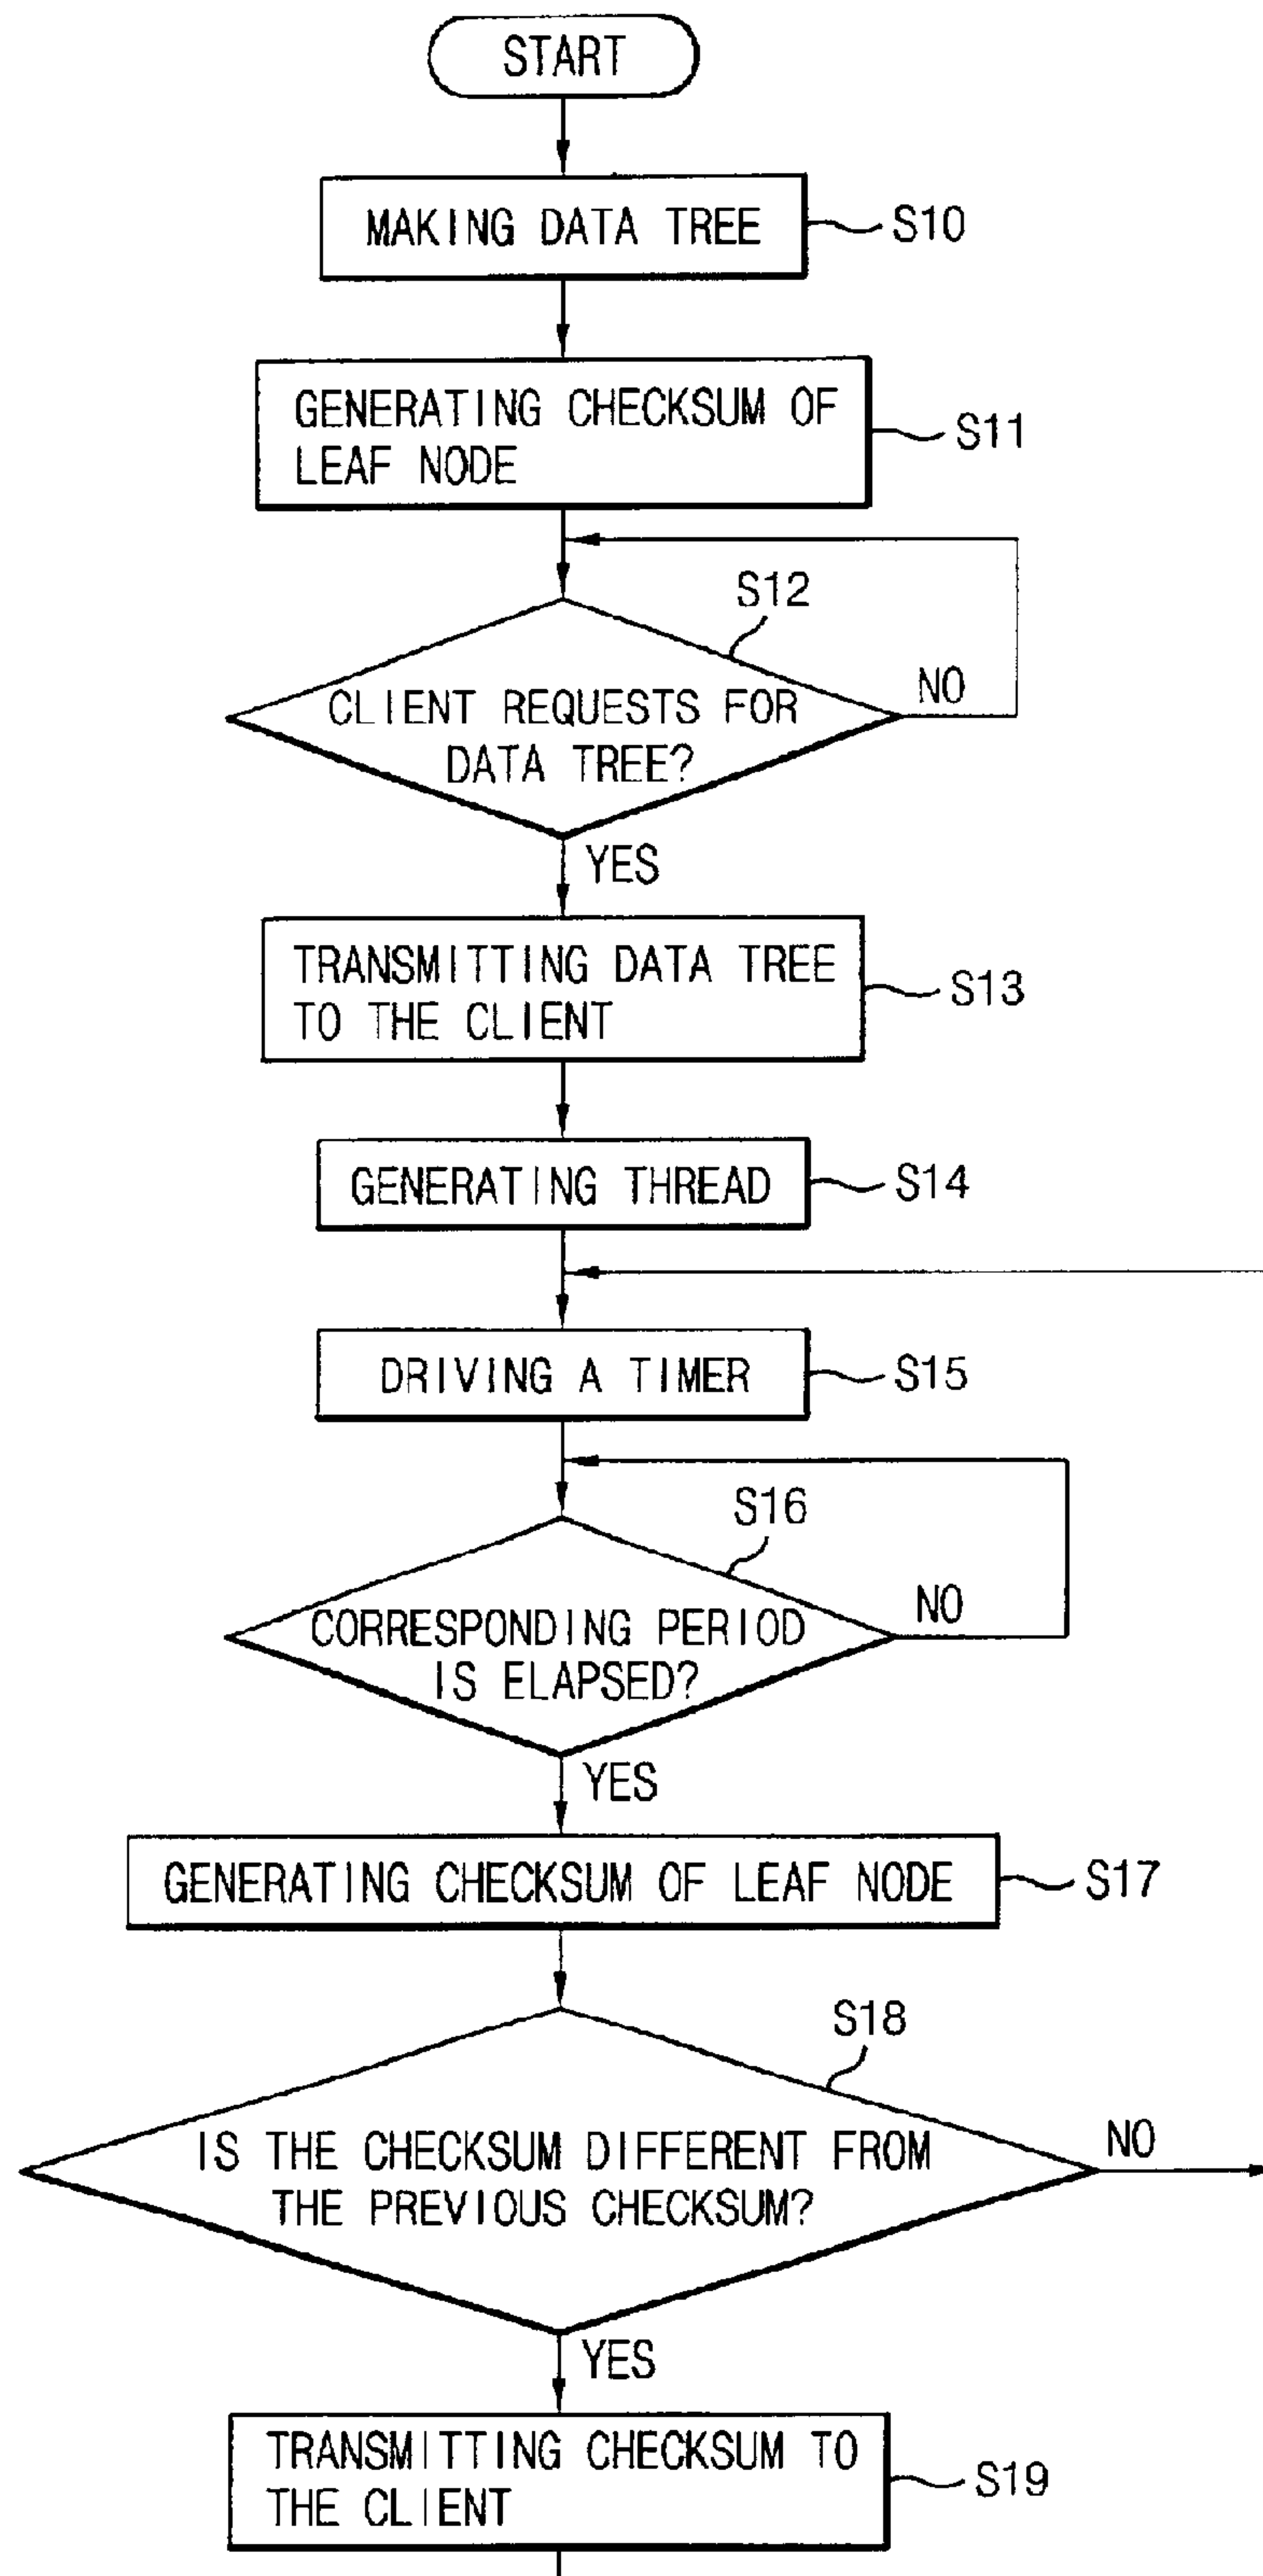 START
MAKING DATA TREE
S10
GENERATING CHECKSUM OF
LEAF NODE
S11
S12
CLIENT REQUESTS FOR
DATA TREE?
NO
YES
TRANSMITTING DATA TREE
TO THE CLIENT
S13
GENERATING THREAD
S14
DRIVING A TIMER
S15
S16
CORRESPONDING PERIOD
IS ELAPSED?
NO
YES
GENERATING CHECKSUM OF LEAF NODE
S17
S18
IS THE CHECKSUM DIFFERENT FROM
THE PREVIOUS CHECKSUM?
NO
YES
TRANSMITTING CHECKSUM TO
THE CLIENT
S19